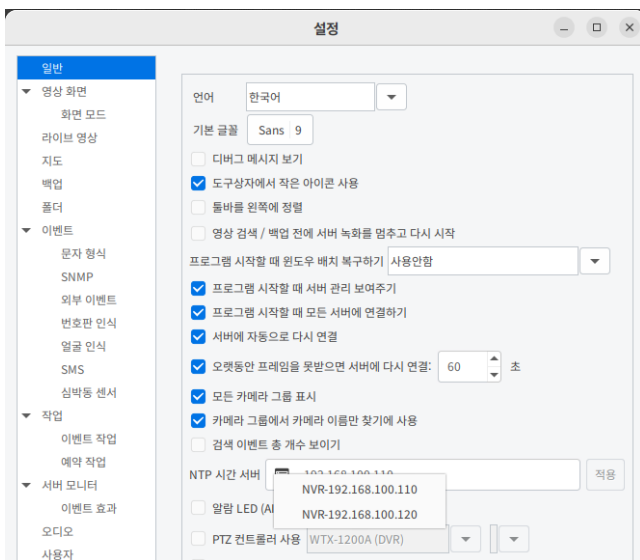 설정
일반
영상 화면
화면 모드
라이브 영상
지도
백업
폴더
이벤트
문자 형식
SNMP
외부 이벤트
번호판 인식
얼굴 인식
SMS
심박동 센서
작업
이벤트 작업
예약 작업
서버 모니터
이벤트 효과
오디오
사용자
언어 한국어
기본 글꼴 Sans 9
디버그 메시지 보기
도구상자에서 작은 아이콘 사용
툴바를 왼쪽에 정렬
영상 검색 / 백업 전에 서버 녹화를 멈추고 다시 시작
프로그램 시작할 때 윈도우 배치 복구하기 사용안함
프로그램 시작할 때 서버 관리 보여주기
프로그램 시작할 때 모든 서버에 연결하기
서버에 자동으로 다시 연결
오랫동안 프레임을 못받으면 서버에 다시 연결: 60 초
모든 카메라 그룹 표시
카메라 그룹에서 카메라 이름만 찾기에 사용
검색 이벤트 총 개수 보이기
NTP 시간 서버 192.168.100.110 적용
NVR-192.168.100.110
알람 LED
NVR-192.168.100.120
PTZ 컨트롤러 사용 WTX-1200A (DVR)